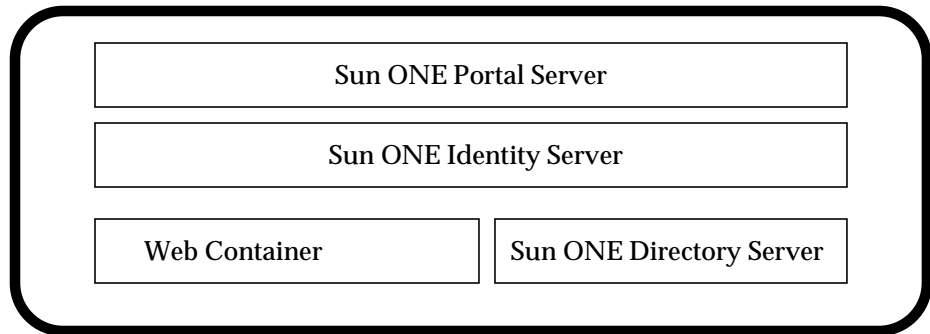 Sun ONE Portal Server
Sun ONE Identity Server
Web Container
Sun ONE Directory Server